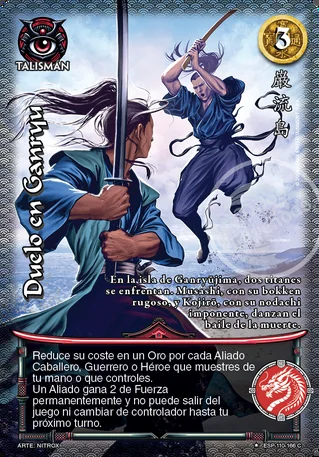 TALISMAN
3
巌流島
Duelo en Ganryu
En la isla de Ganryūjima, dos titanes
se enfrentan. Musashi, con su bokken
rugoso, y Kojirō, con su nodachi
imponente, danzan el
baile de la muerte.
Reduce su coste en un Oro por cada Aliado
Caballero, Guerrero o Héroe que muestres de
tu mano o que controles.
Un Aliado gana 2 de Fuerza
permanentemente y no puede salir del
juego ni cambiar de controlador hasta tu
próximo turno.
ARTE: NITROX
ESP-110-166 C